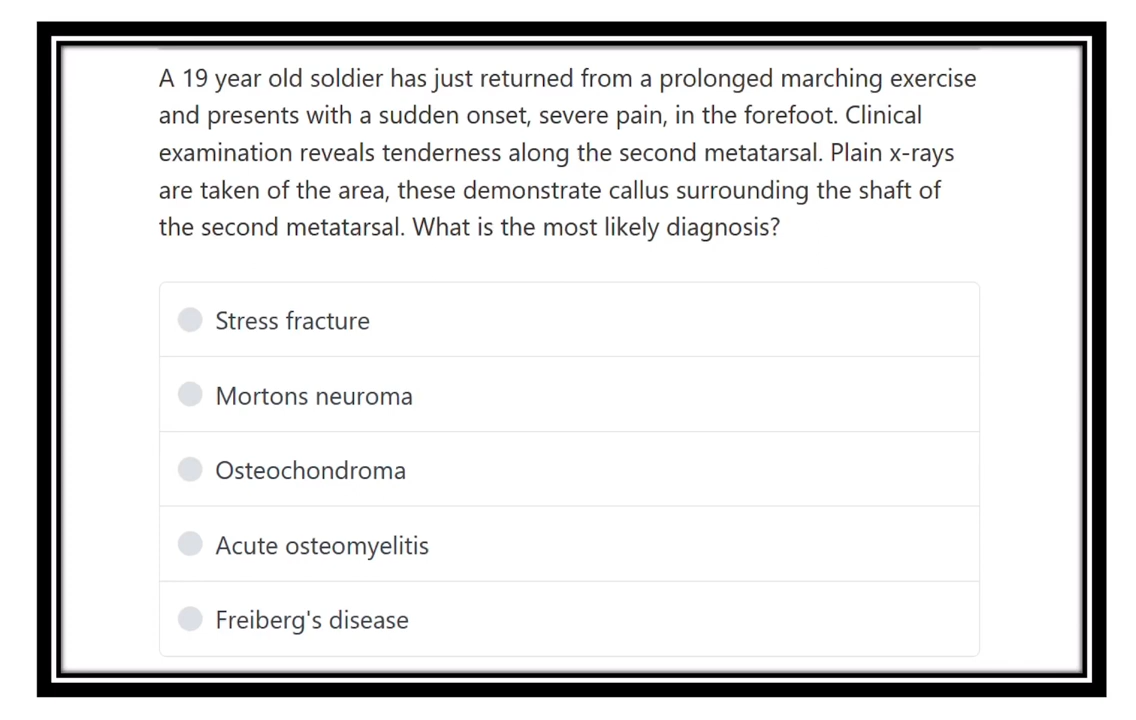 A 19 year old soldier has just returned from a prolonged marching exercise
and presents with a sudden onset, severe pain, in the forefoot. Clinical
examination reveals tenderness along the second metatarsal. Plain x-rays
are taken of the area, these demonstrate callus surrounding the shaft of
the second metatarsal. What is the most likely diagnosis?
Stress fracture
Mortons neuroma
Osteochondroma
Acute osteomyelitis
Freiberg's disease